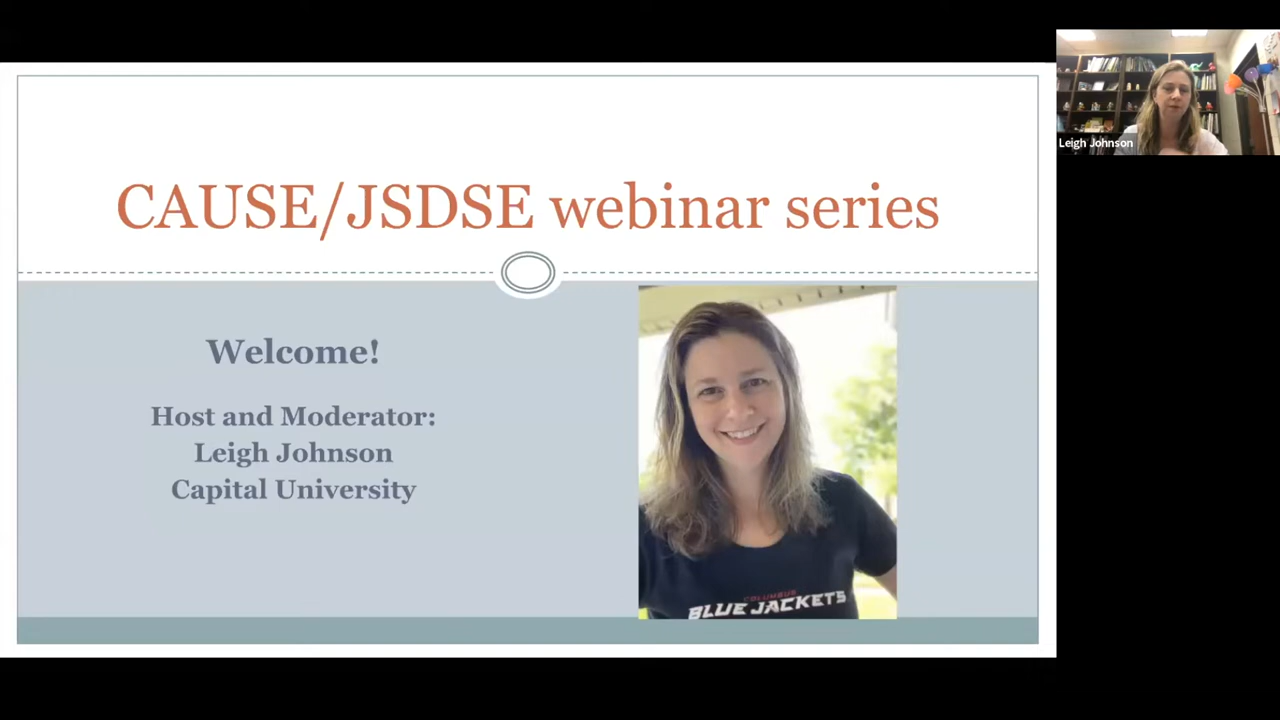 CAUSE/JSDSE webinar series
Welcome!
Host and Moderator:
Leigh Johnson
Capital University
COLUMBUS
BLUE JACKETS
Leigh Johnson